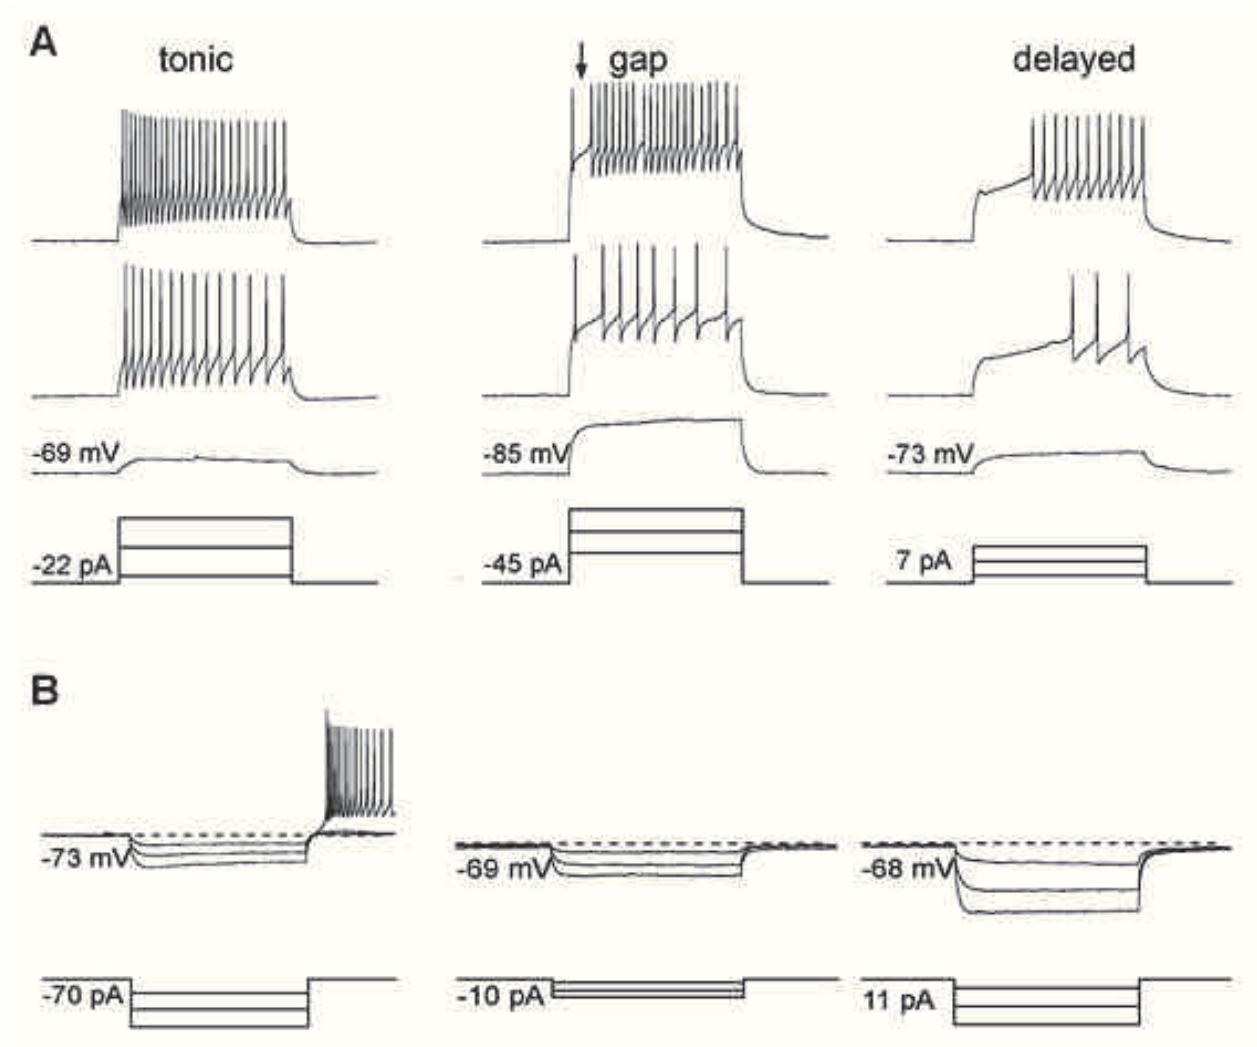 A
tonic
gap
delayed
-69 mV
-85 mV
-73 mV
-22 pA
-45 pA
7 pA
B
-73 mV
-69 mV
-68 mV
-70 pA
-10 pA
11 pA